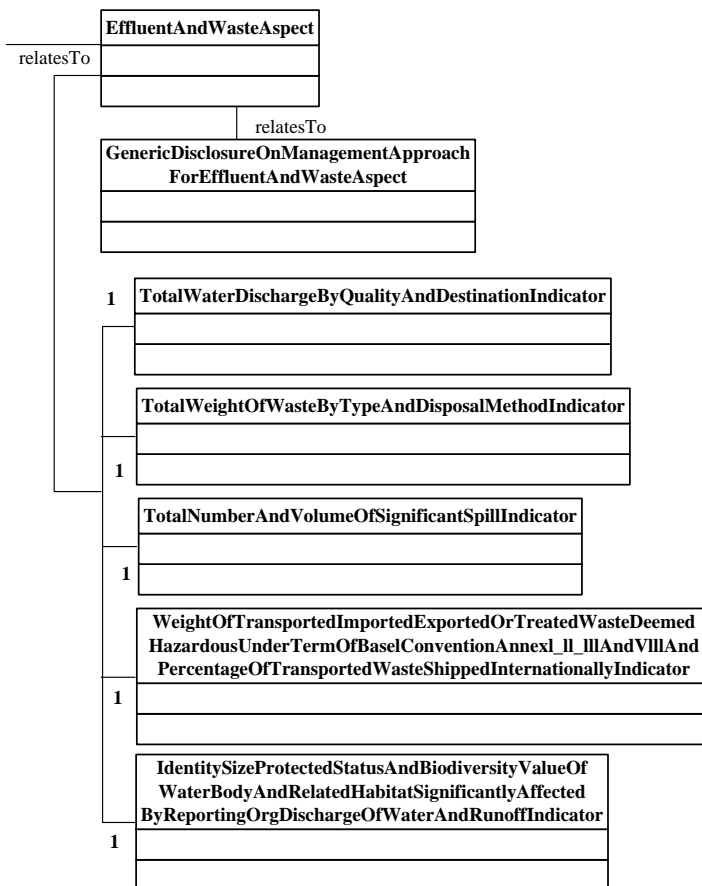 EffluentAndWasteAspect
relatesTo
relatesTo
GenericDisclosureOnManagementApproach
ForEffluentAndWasteAspect
1
TotalWaterDischargeByQualityAndDestinationIndicator
TotalWeightOfWasteByTypeAndDisposalMethodIndicator
1
TotalNumberAndVolumeOfSignificantSpillIndicator
1
WeightOfTransportedImportedExportedOrTreatedWasteDeemed
HazardousUnderTermOfBaselConventionAnnexl_ll_lllAndVlllAnd
PercentageOfTransportedWasteShippedInternationallyIndicator
1
IdentitySizeProtectedStatusAndBiodiversityValueOf
WaterBodyAndRelatedHabitatSignificantlyAffected
ByReportingOrgDischargeOfWaterAndRunoffIndicator
1